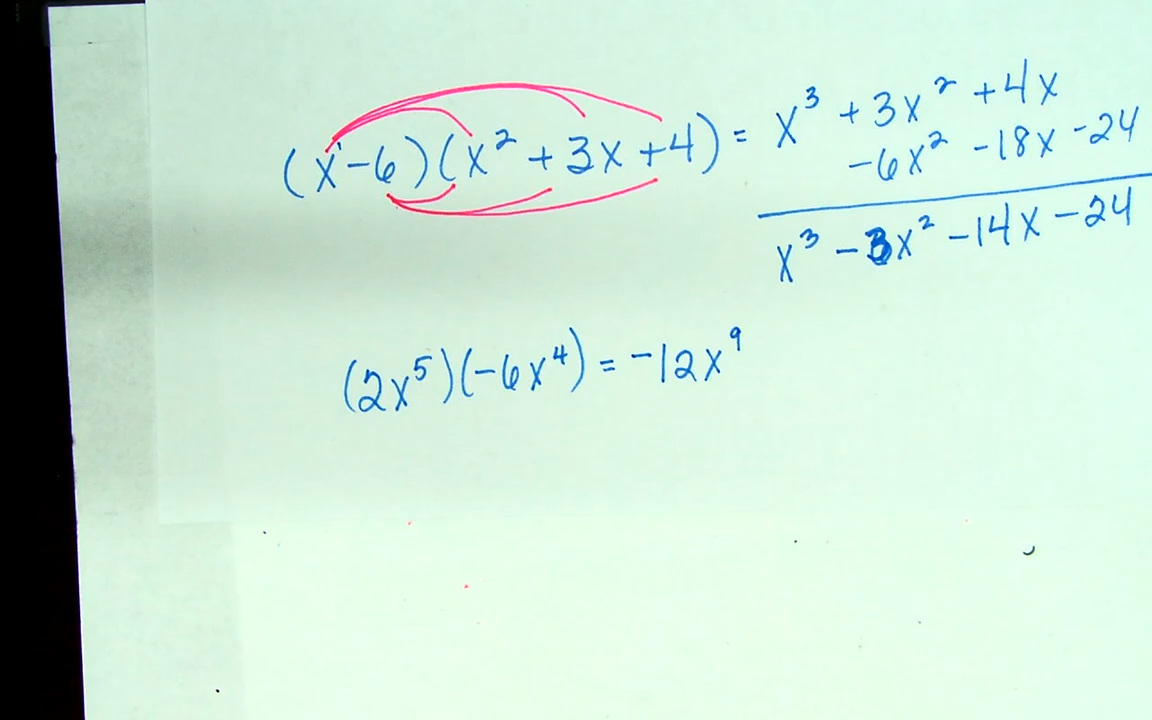 (x-6)(x² + 3x + 4) = x³ + 3x² + 4x
-6x² - 18x - 24
x³ - 3x² - 14x - 24
(2x⁵)(-6x⁴) = -12x⁹